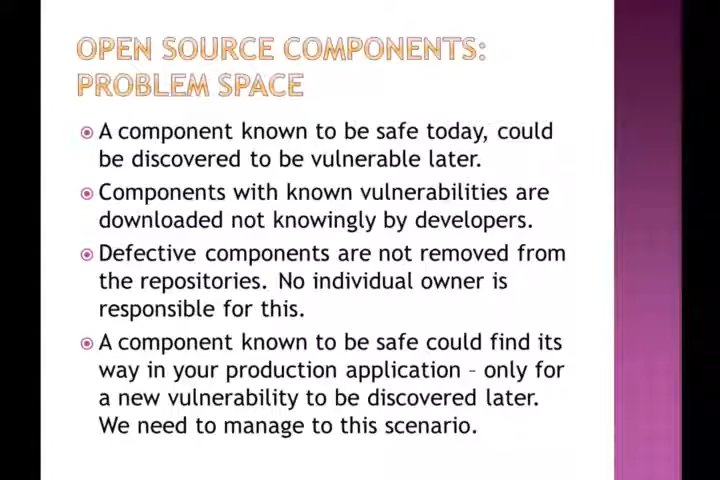 OPEN SOURCE COMPONENTS:
PROBLEM SPACE
A component known to be safe today, could
be discovered to be vulnerable later.
Components with known vulnerabilities are
downloaded not knowingly by developers.
Defective components are not removed from
the repositories. No individual owner is
responsible for this.
A component known to be safe could find its
way in your production application – only for
a new vulnerability to be discovered later.
We need to manage to this scenario.